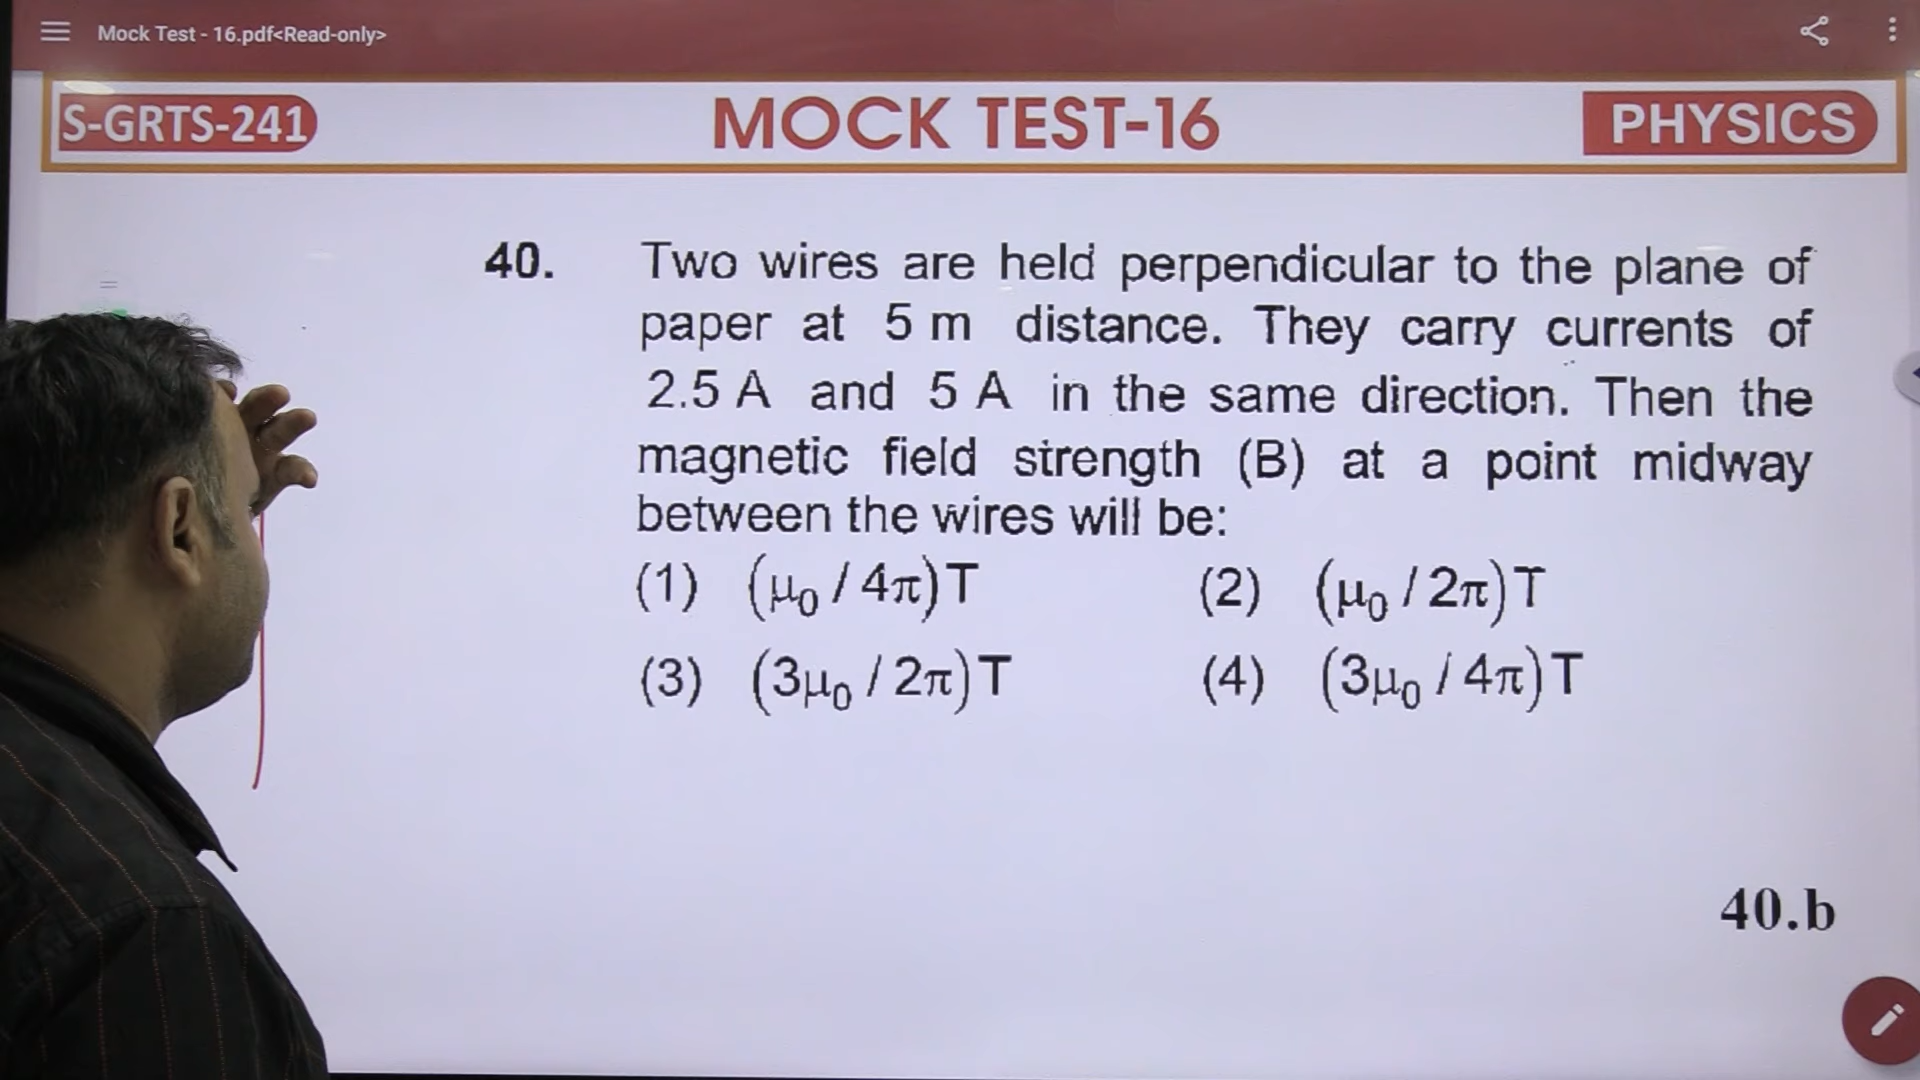 Mock Test - 16.pdf<Read-only>
S-GRTS-241 MOCK TEST-16 PHYSICS
40. Two wires are held perpendicular to the plane of
paper at 5 m distance. They carry currents of
2.5 A and 5 A in the same direction. Then the
magnetic field strength (B) at a point midway
between the wires will be:
(1) (μ₀ / 4π)T (2) (μ₀ / 2π)T
(3) (3μ₀ / 2π)T (4) (3μ₀ / 4π)T
40.b